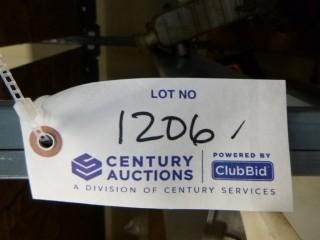 LOT NO
1206
CENTURY AUCTIONS
POWERED BY
ClubBid
A DIVISION OF CENTURY SERVICES